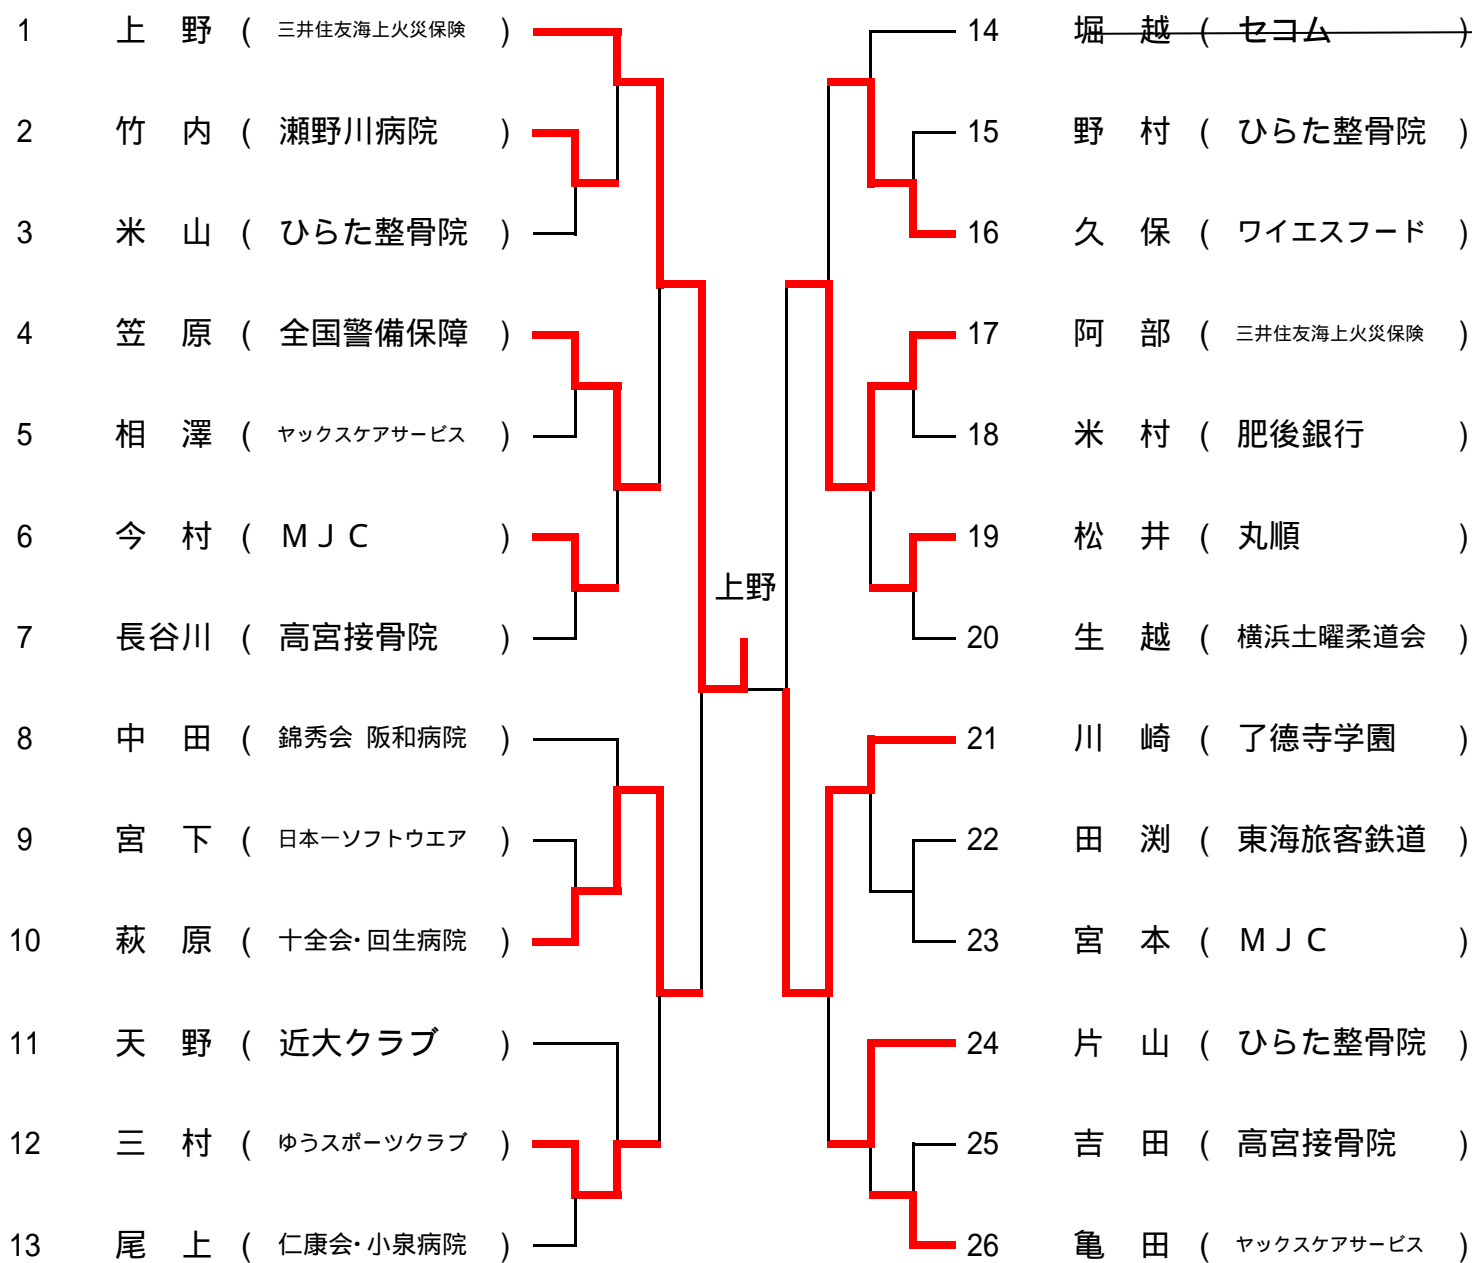 1 上野 ( 三井住友海上火災保険 )
2 竹内 ( 瀬野川病院 )
3 米山 ( ひらた整骨院 )
4 笠原 ( 全国警備保障 )
5 相澤 ( ヤックスケアサービス )
6 今村 ( MJC )
7 長谷川 ( 高宮接骨院 )
8 中田 ( 錦秀会 阪和病院 )
9 宮下 ( 日本一ソフトウエア )
10 萩原 ( 十全会・回生病院 )
11 天野 ( 近大クラブ )
12 三村 ( ゆうスポーツクラブ )
13 尾上 ( 仁康会・小泉病院 )
上野
14 堀越 ( セコム )
15 野村 ( ひらた整骨院 )
16 久保 ( ワイエスフード )
17 阿部 ( 三井住友海上火災保険 )
18 米村 ( 肥後銀行 )
19 松井 ( 丸順 )
20 生越 ( 横浜土曜柔道会 )
21 川崎 ( 了德寺学園 )
22 田渕 ( 東海旅客鉄道 )
23 宮本 ( MJC )
24 片山 ( ひらた整骨院 )
25 吉田 ( 高宮接骨院 )
26 亀田 ( ヤックスケアサービス )